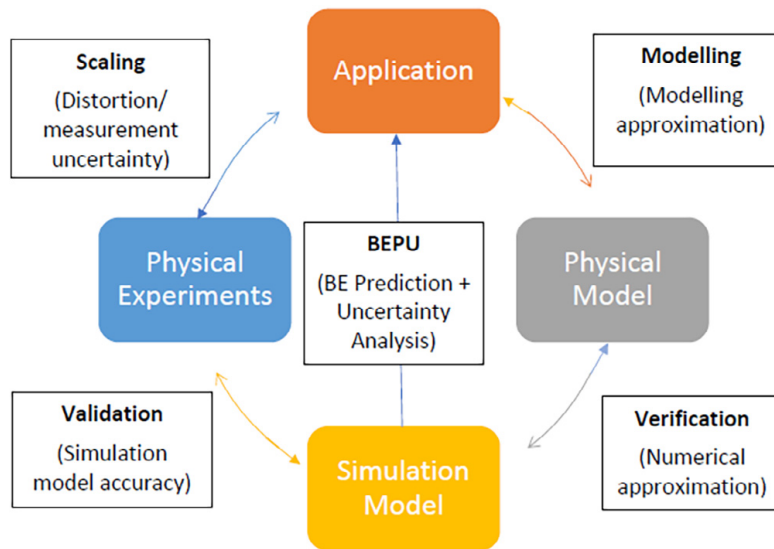 Scaling
(Distortion/
measurement
uncertainty)
Application
Modelling
(Modelling
approximation)
Physical
Experiments
BEPU
(BE Prediction +
Uncertainty
Analysis)
Physical
Model
Validation
(Simulation
model accuracy)
Simulation
Model
Verification
(Numerical
approximation)